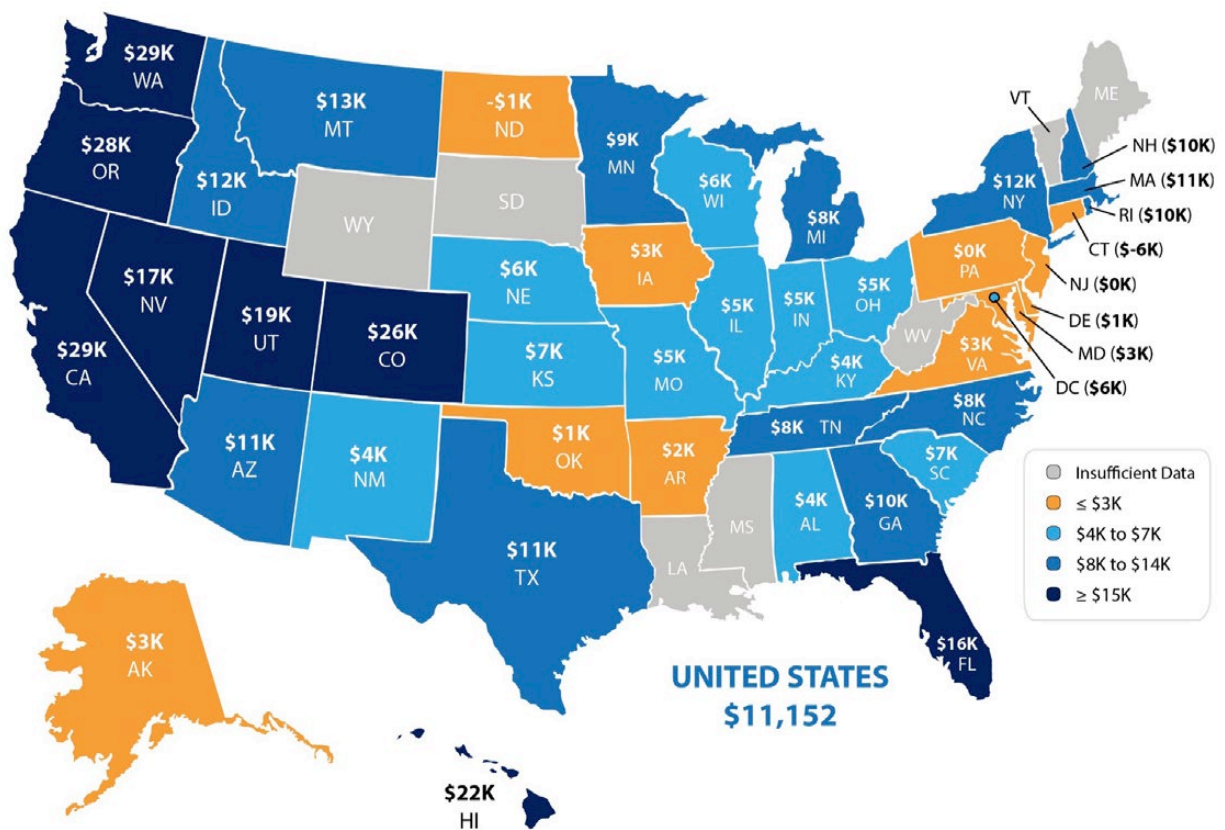 $29K
WA
$28K
OR
$29K
CA
$17K
NV
$12K
ID
$13K
MT
WY
$19K
UT
$26K
CO
$11K
AZ
$4K
NM
-$1K
ND
SD
$6K
NE
$7K
KS
$1K
OK
$11K
TX
$9K
MN
$3K
IA
$5K
MO
$2K
AR
LA
$6K
WI
$5K
IL
$8K
MI
$5K
IN
$5K
OH
$4K
KY
$8K TN
MS
$4K
AL
$10K
GA
$16K
FL
$7K
SC
$8K
NC
$3K
VA
WV
$0K
PA
$12K
NY
VT
ME
NH ($10K)
MA ($11K)
RI ($10K)
CT ($-6K)
NJ ($0K)
DE ($1K)
MD ($3K)
DC ($6K)
$3K
AK
$22K
HI
UNITED STATES
$11,152
Insufficient Data
≤ $3K
$4K to $7K
$8K to $14K
≥ $15K